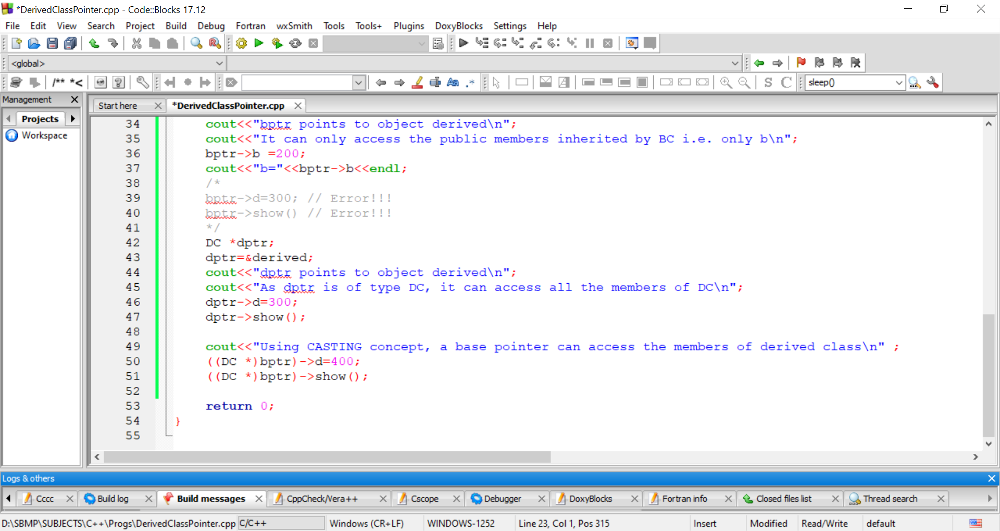 *DerivedClassPointer.cpp - Code::Blocks 17.12
File Edit View Search Project Build Debug Fortran wxSmith Tools Tools+ Plugins DoxyBlocks Settings Help
<global>
/** *< Aa .* S C sleep()
Management
Start here *DerivedClassPointer.cpp
Projects
Workspace
34 cout<<"bptr points to object derived\n";
35 cout<<"It can only access the public members inherited by BC i.e. only b\n";
36 bptr->b =200;
37 cout<<"b="<<bptr->b<<endl;
38 /*
39 bptr->d=300; // Error!!!
40 bptr->show() // Error!!!
41 */
42 DC *dptr;
43 dptr=&derived;
44 cout<<"dptr points to object derived\n";
45 cout<<"As dptr is of type DC, it can access all the members of DC\n";
46 dptr->d=300;
47 dptr->show();
48
49 cout<<"Using CASTING concept, a base pointer can access the members of derived class\n" ;
50 ((DC *)bptr)->d=400;
51 ((DC *)bptr)->show();
52
53 return 0;
54 }
55
Logs & others
Cccc Build log Build messages CppCheck/Vera++ Cscope Debugger DoxyBlocks Fortran info Closed files list Thread search
D:\SBMP\SUBJECTS\C++\Progs\DerivedClassPointer.cpp C/C++ Windows (CR+LF) WINDOWS-1252 Line 23, Col 1, Pos 315 Insert Modified Read/Write default